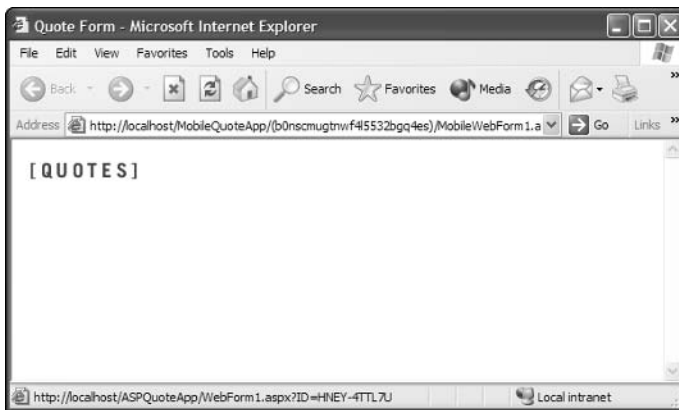 Quote Form - Microsoft Internet Explorer
File Edit View Favorites Tools Help
Back Search Favorites Media »
Address http://localhost/MobileQuoteApp/(b0nscmugtnwf4l5532bgq4es)/MobileWebForm1.a Go Links »
[QUOTES]
http://localhost/ASPQuoteApp/WebForm1.aspx?ID=HNEY-4TTL7U Local intranet